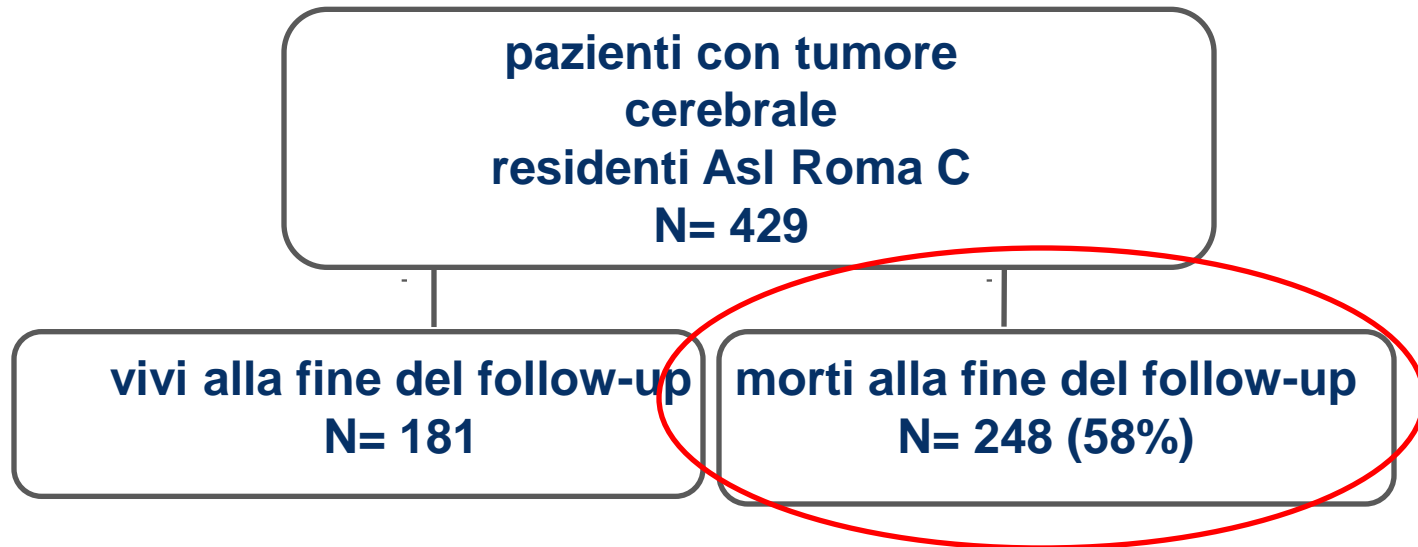 pazienti con tumore
cerebrale
residenti Asl Roma C
N= 429
-
-
vivi alla fine del follow-up
N= 181
morti alla fine del follow-up
N= 248 (58%)